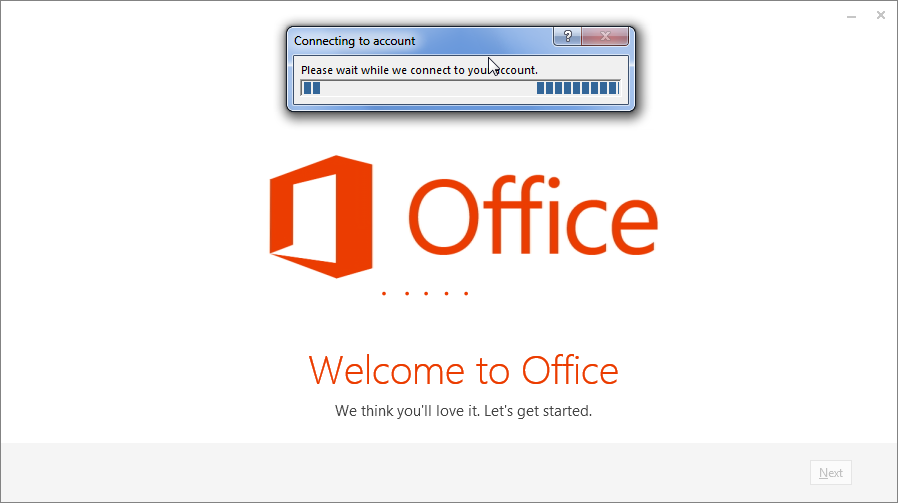 Connecting to account
Please wait while we connect to your account.
Office
Welcome to Office
We think you'll love it. Let's get started.
Next